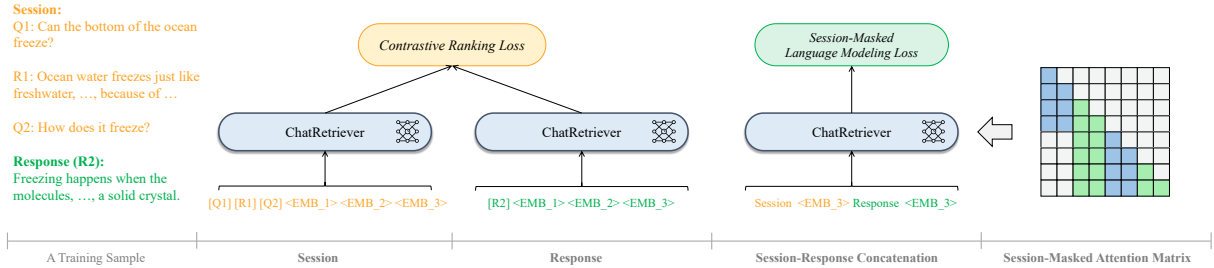 Session:
Q1: Can the bottom of the ocean
freeze?
R1: Ocean water freezes just like
freshwater, …, because of …
Q2: How does it freeze?
Response (R2):
Freezing happens when the
molecules, …, a solid crystal.
Contrastive Ranking Loss
ChatRetriever
ChatRetriever
[Q1] [R1] [Q2] <EMB_1> <EMB_2> <EMB_3>
[R2] <EMB_1> <EMB_2> <EMB_3>
Session-Masked
Language Modeling Loss
ChatRetriever
Session <EMB_3> Response <EMB_3>
A Training Sample
Session
Response
Session-Response Concatenation
Session-Masked Attention Matrix